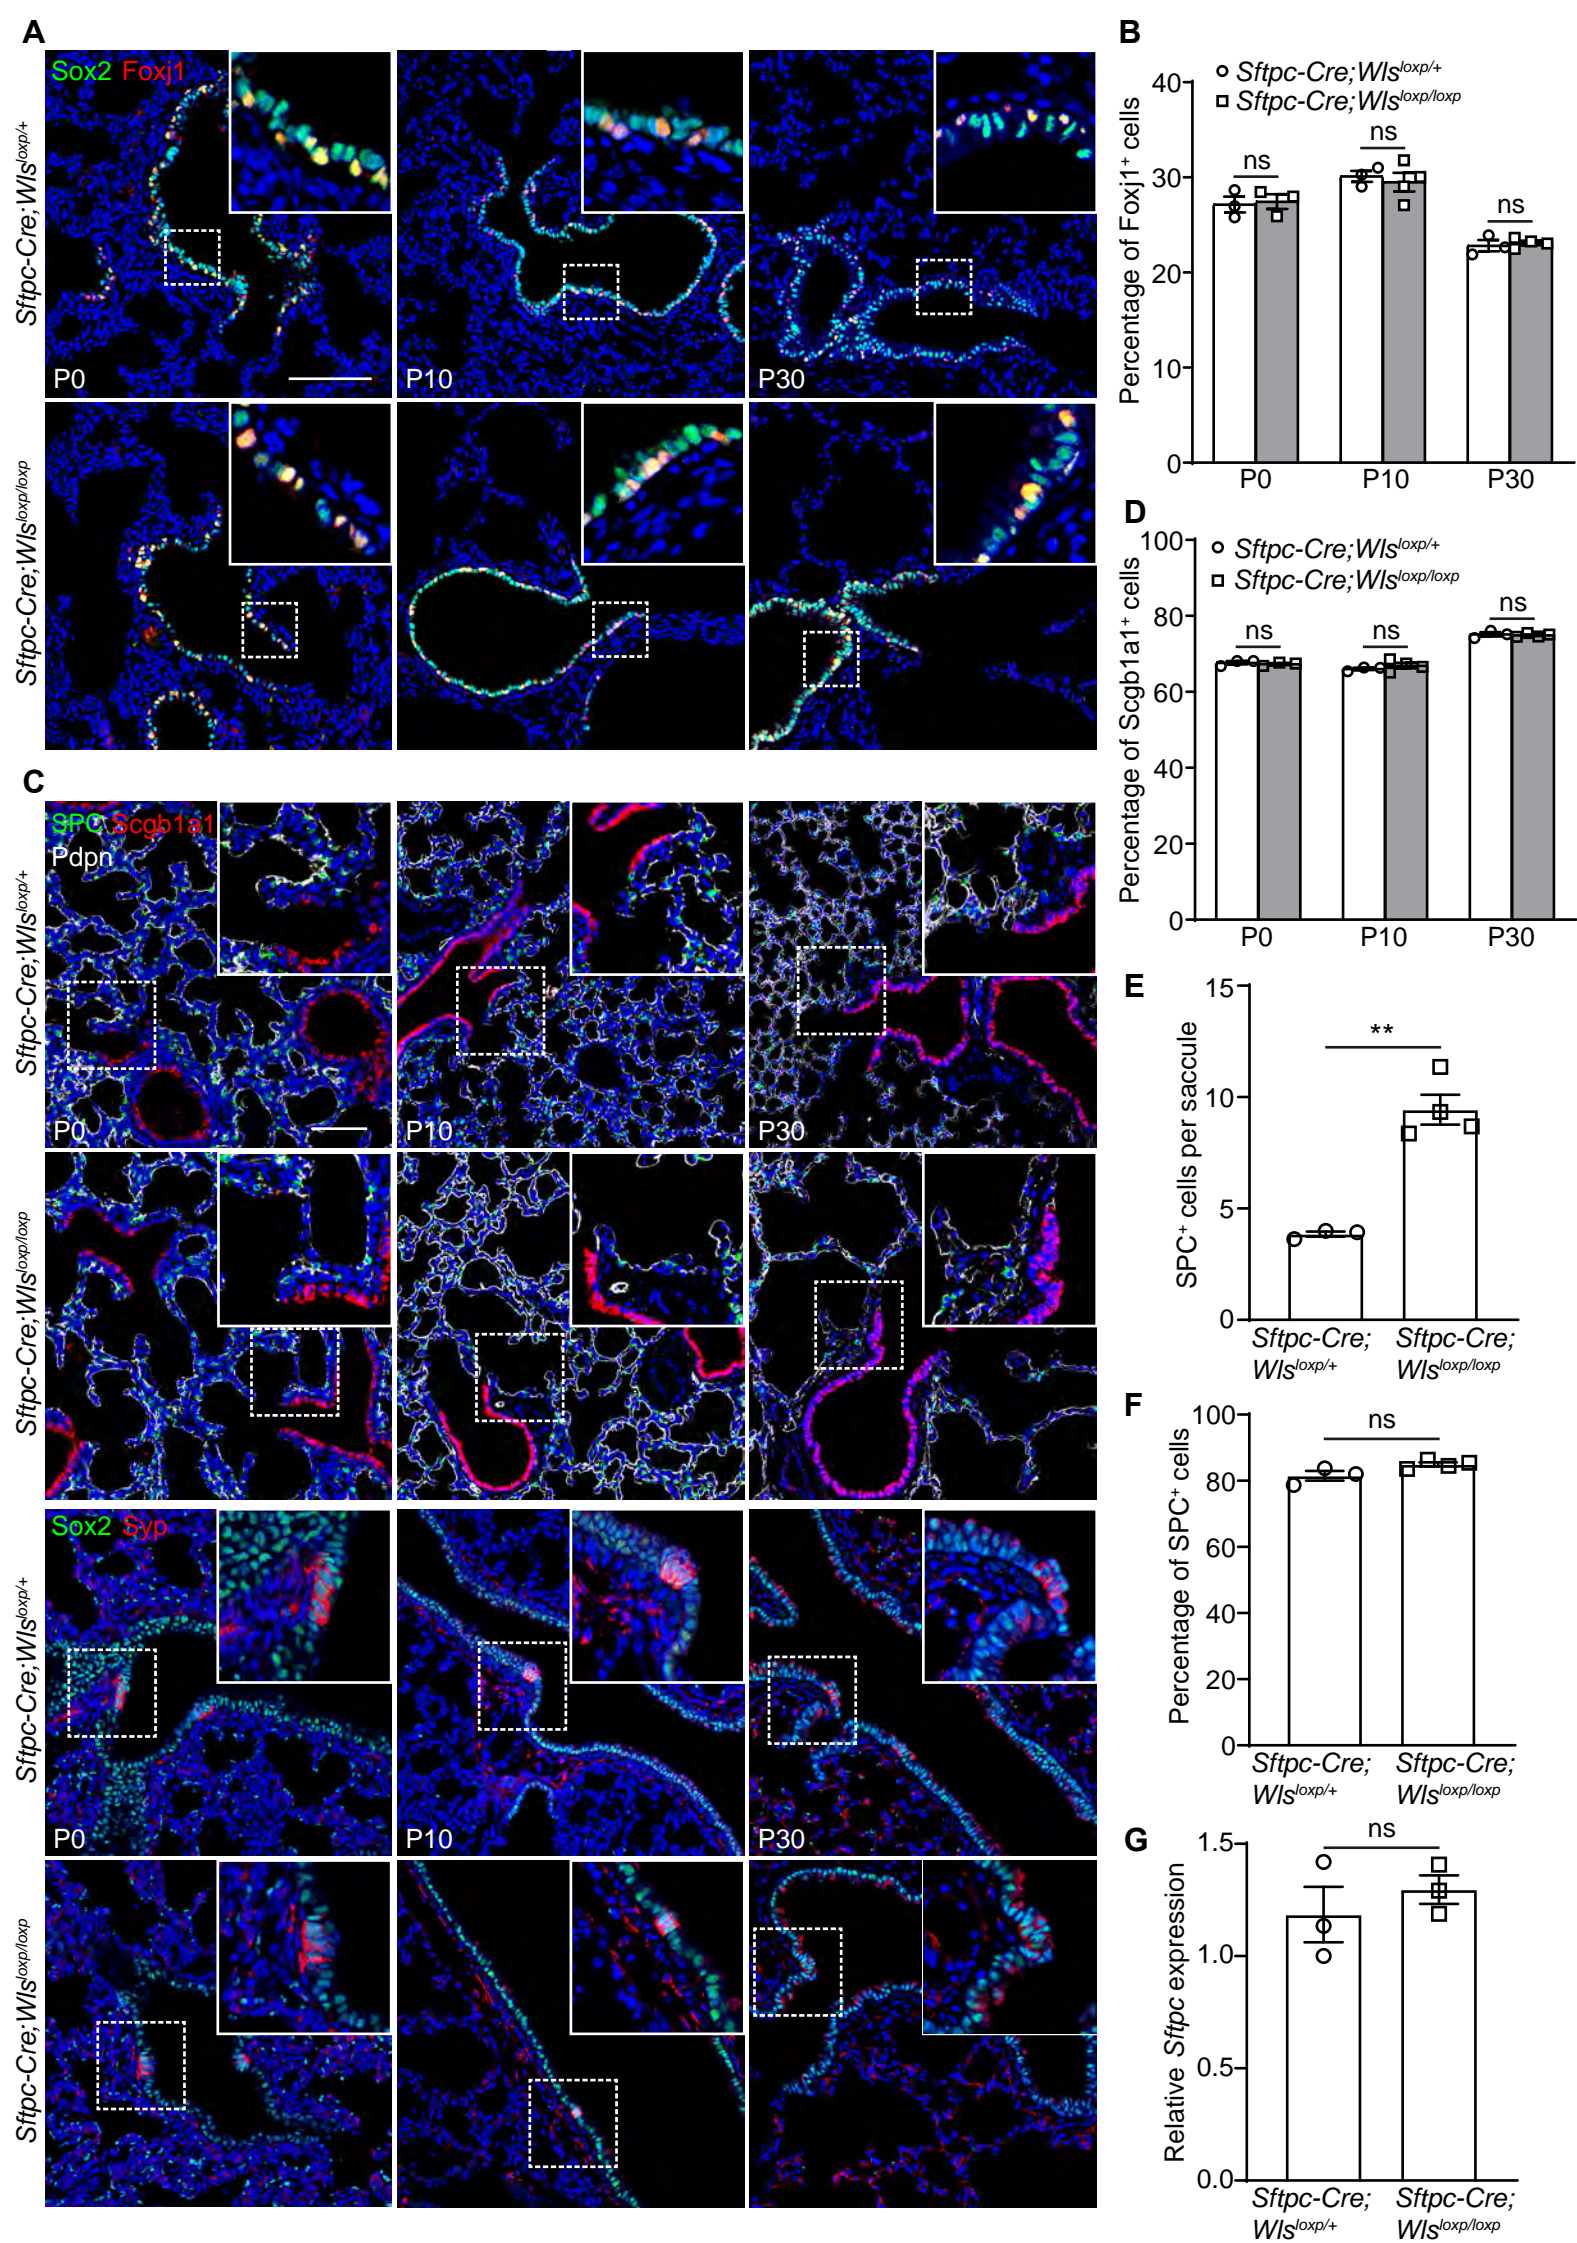 A
Sox2 Foxj1
Sftpc-Cre;Wls^loxp/+
P0
P10
P30
Sftpc-Cre;Wls^loxp/loxp
B
Sftpc-Cre;Wls^loxp/+
Sftpc-Cre;Wls^loxp/loxp
Percentage of Foxj1+ cells
40
30
20
10
0
ns
ns
ns
P0
P10
P30
C
SPC Scgb1a1
Pdpn
Sftpc-Cre;Wls^loxp/+
P0
P10
P30
Sftpc-Cre;Wls^loxp/loxp
Sox2 Syp
Sftpc-Cre;Wls^loxp/+
P0
P10
P30
Sftpc-Cre;Wls^loxp/loxp
D
Sftpc-Cre;Wls^loxp/+
Sftpc-Cre;Wls^loxp/loxp
Percentage of Scgb1a1+ cells
100
80
60
40
20
0
ns
ns
ns
P0
P10
P30
E
SPC+ cells per saccule
15
10
5
0
**
Sftpc-Cre;
Wls^loxp/+
Sftpc-Cre;
Wls^loxp/loxp
F
Percentage of SPC+ cells
100
80
60
40
20
0
ns
Sftpc-Cre;
Wls^loxp/+
Sftpc-Cre;
Wls^loxp/loxp
G
Relative Sftpc expression
1.5
1.0
0.5
0.0
ns
Sftpc-Cre;
Wls^loxp/+
Sftpc-Cre;
Wls^loxp/loxp